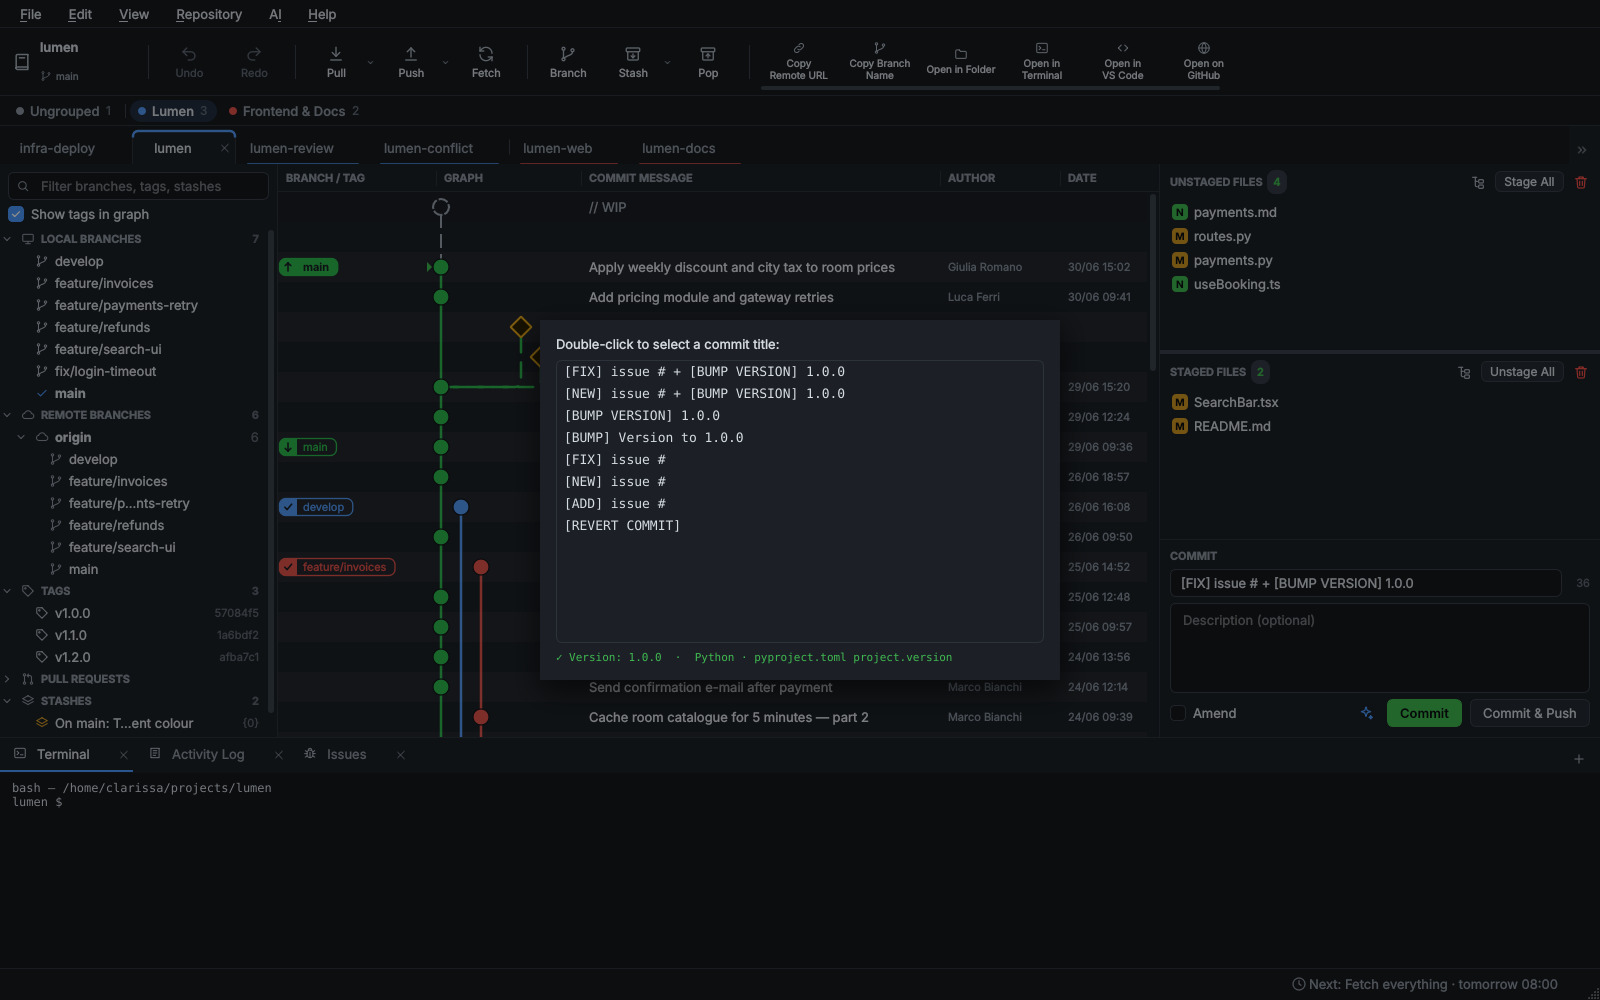 File Edit View Repository AI Help
lumen
main
Undo Redo Pull Push Fetch Branch Stash Pop
Copy Remote URL
Copy Branch Name
Open in Folder
Open in Terminal
Open in VS Code
Open on GitHub
Ungrouped 1 Lumen 3 Frontend & Docs 2
infra-deploy lumen lumen-review lumen-conflict lumen-web lumen-docs
Filter branches, tags, stashes
Show tags in graph
LOCAL BRANCHES 7
develop
feature/invoices
feature/payments-retry
feature/refunds
feature/search-ui
fix/login-timeout
main
REMOTE BRANCHES 6
origin 6
develop
feature/invoices
feature/p...nts-retry
feature/refunds
feature/search-ui
main
TAGS 3
v1.0.0 57084f5
v1.1.0 1a6bdf2
v1.2.0 afba7c1
PULL REQUESTS
STASHES 2
On main: T...ent colour {0}
BRANCH / TAG GRAPH COMMIT MESSAGE AUTHOR DATE
// WIP
main Apply weekly discount and city tax to room prices Giulia Romano 30/06 15:02
Add pricing module and gateway retries Luca Ferri 30/06 09:41
29/06 15:20
29/06 12:24
main 29/06 09:36
26/06 18:57
develop 26/06 16:08
26/06 09:50
feature/invoices 25/06 14:52
25/06 12:48
25/06 09:57
24/06 13:56
Send confirmation e-mail after payment Marco Bianchi 24/06 12:14
Cache room catalogue for 5 minutes — part 2 Marco Bianchi 24/06 09:39
Double-click to select a commit title:
[FIX] issue # + [BUMP VERSION] 1.0.0
[NEW] issue # + [BUMP VERSION] 1.0.0
[BUMP VERSION] 1.0.0
[BUMP] Version to 1.0.0
[FIX] issue #
[NEW] issue #
[ADD] issue #
[REVERT COMMIT]
✓ Version: 1.0.0 · Python · pyproject.toml project.version
UNSTAGED FILES 4 Stage All
N payments.md
M routes.py
M payments.py
N useBooking.ts
STAGED FILES 2 Unstage All
M SearchBar.tsx
M README.md
COMMIT
[FIX] issue # + [BUMP VERSION] 1.0.0 36
Description (optional)
Amend Commit Commit & Push
Terminal Activity Log Issues
bash — /home/clarissa/projects/lumen
lumen $
Next: Fetch everything · tomorrow 08:00